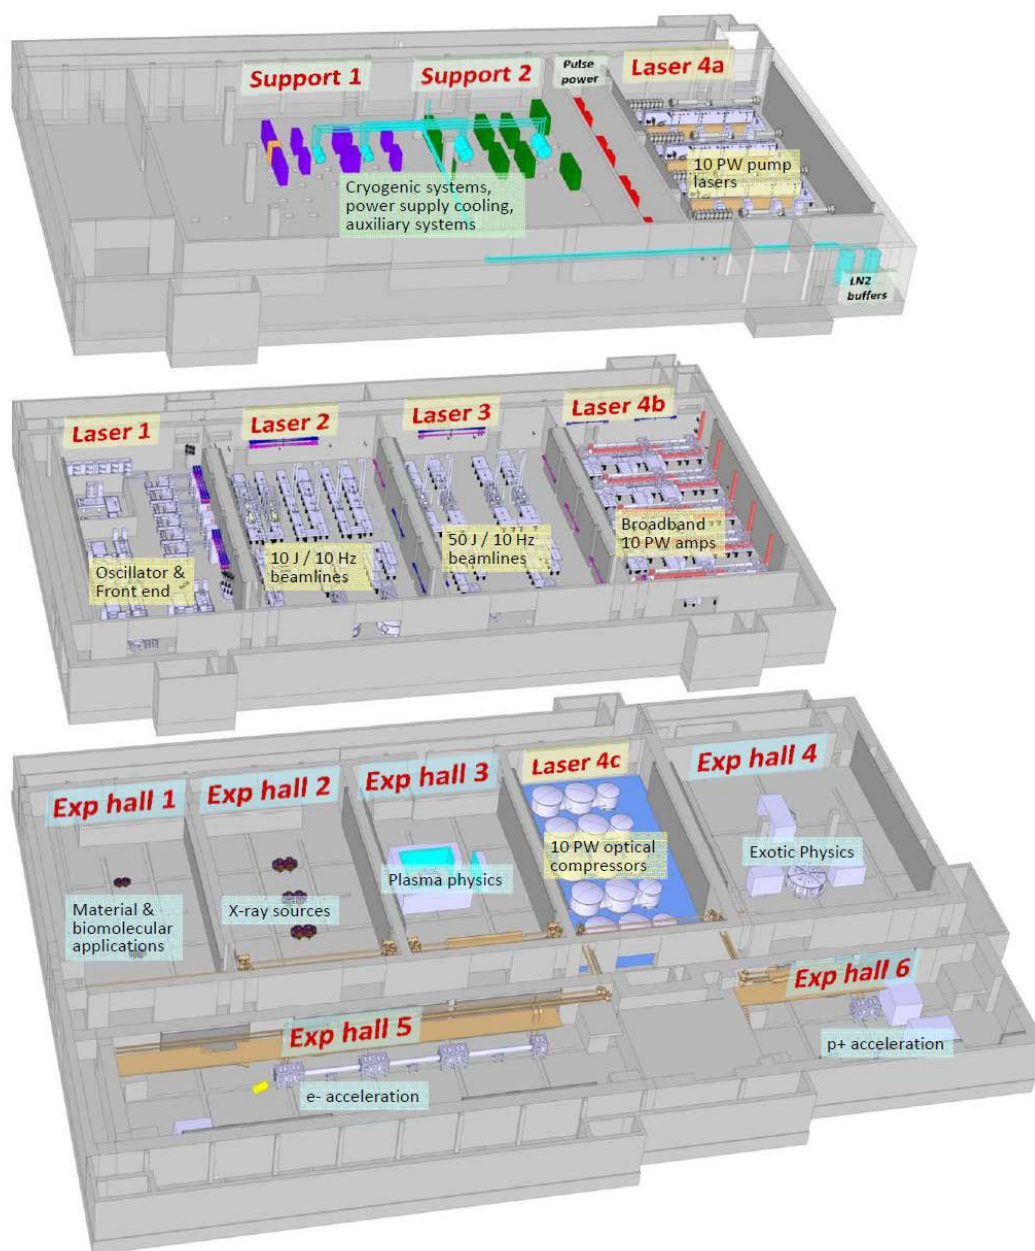 Support 1
Support 2
Pulse
power
Laser 4a
10 PW pump
lasers
Cryogenic systems,
power supply cooling,
auxiliary systems
LN2
buffers
Laser 1
Laser 2
Laser 3
Laser 4b
Oscillator &
Front end
10 J / 10 Hz
beamlines
50 J / 10 Hz
beamlines
Broadband
10 PW amps
Exp hall 1
Exp hall 2
Exp hall 3
Laser 4c
Exp hall 4
Material &
biomolecular
applications
X-ray sources
Plasma physics
10 PW optical
compressors
Exotic Physics
Exp hall 5
Exp hall 6
e- acceleration
p+ acceleration